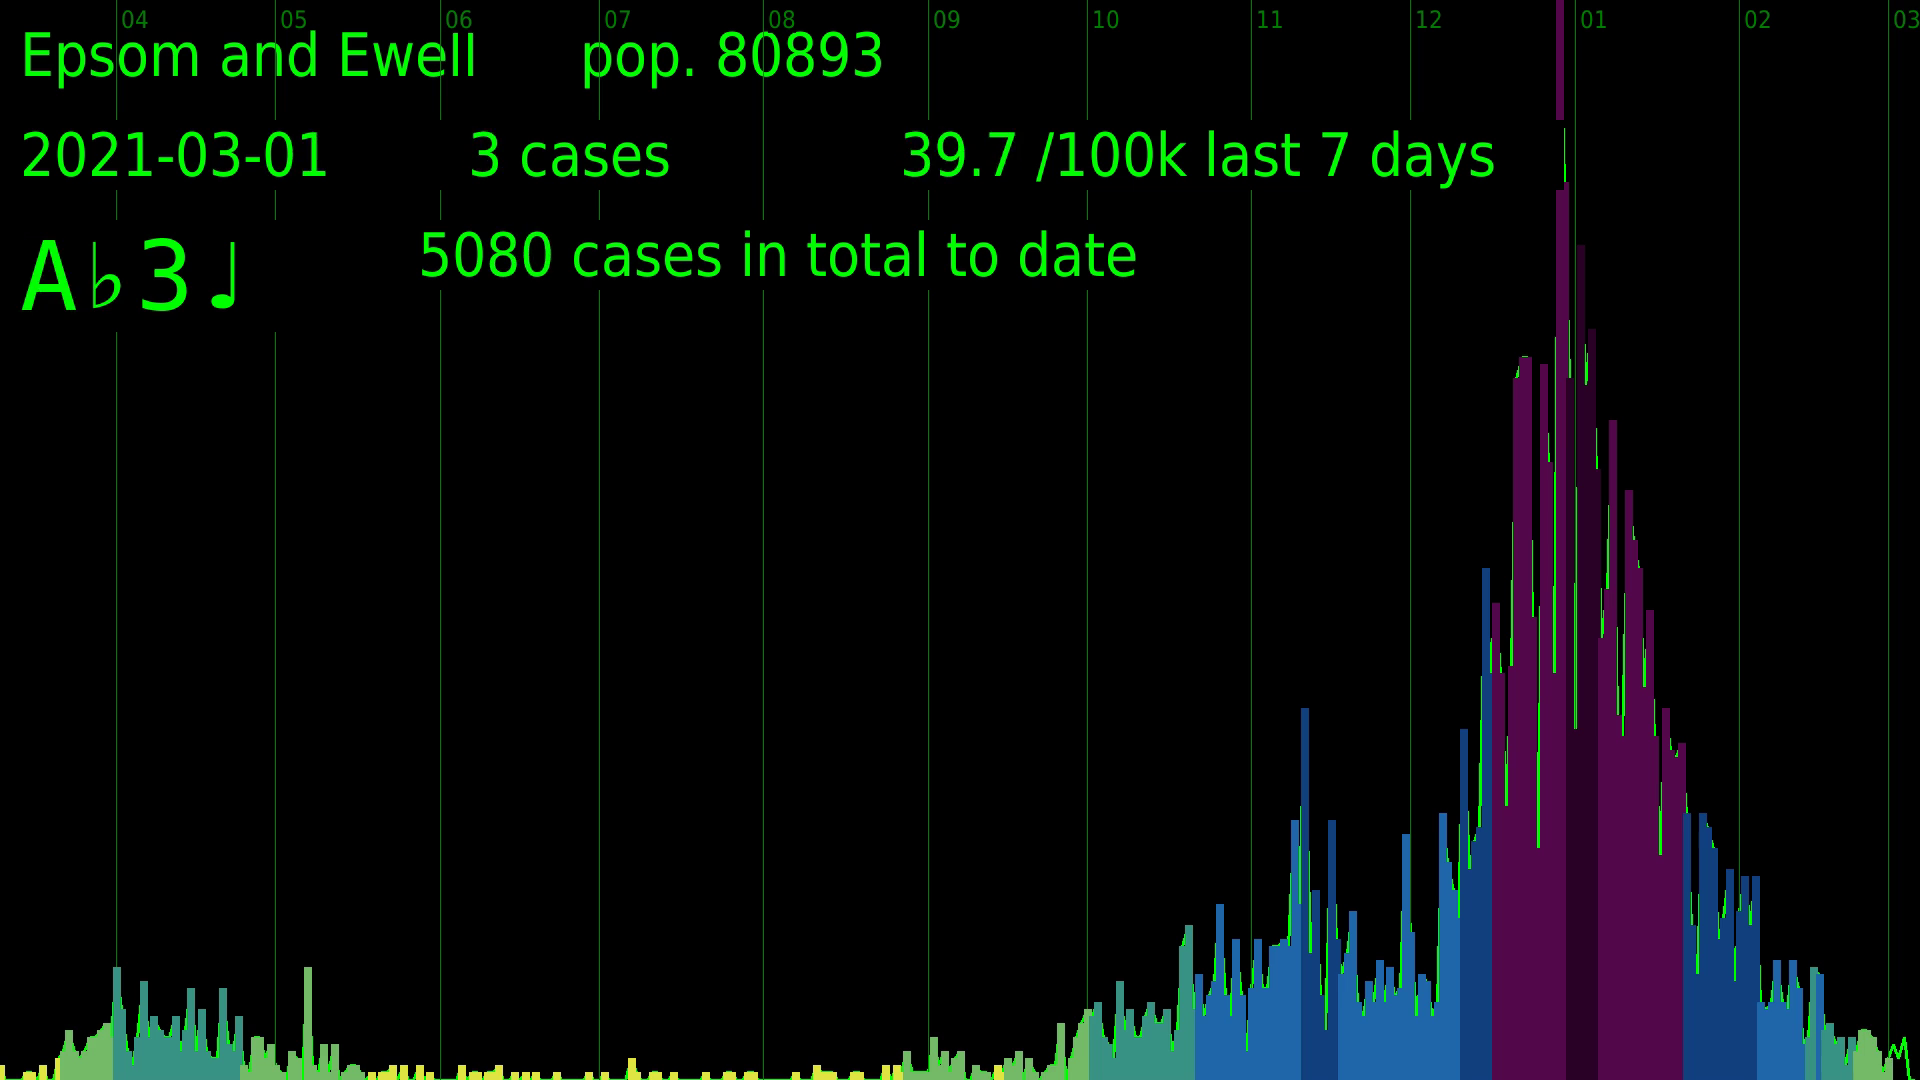 04 05 06 07 08 09 10 11 12 01 02 03
Epsom and Ewell pop. 80893
2021-03-01 3 cases 39.7 /100k last 7 days
A♭3♩ 5080 cases in total to date